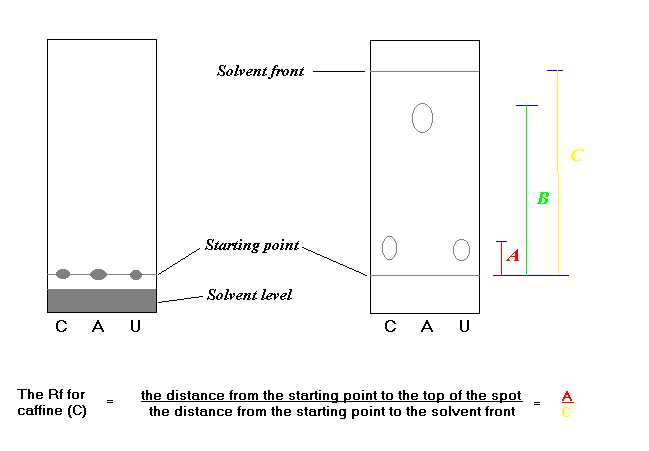 Solvent front
C
B
Starting point
A
Solvent level
C A U
C A U
The Rf for caffine (C) = the distance from the starting point to the top of the spot = A
the distance from the starting point to the solvent front C